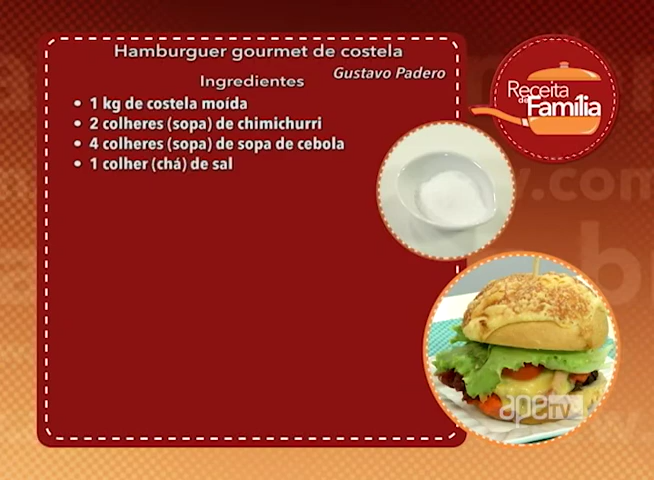 Hamburguer gourmet de costela
Gustavo Padero
Ingredientes
• 1 kg de costela moída
• 2 colheres (sopa) de chimichurri
• 4 colheres (sopa) de sopa de cebola
• 1 colher (chá) de sal
Receita
de Família
apeTV